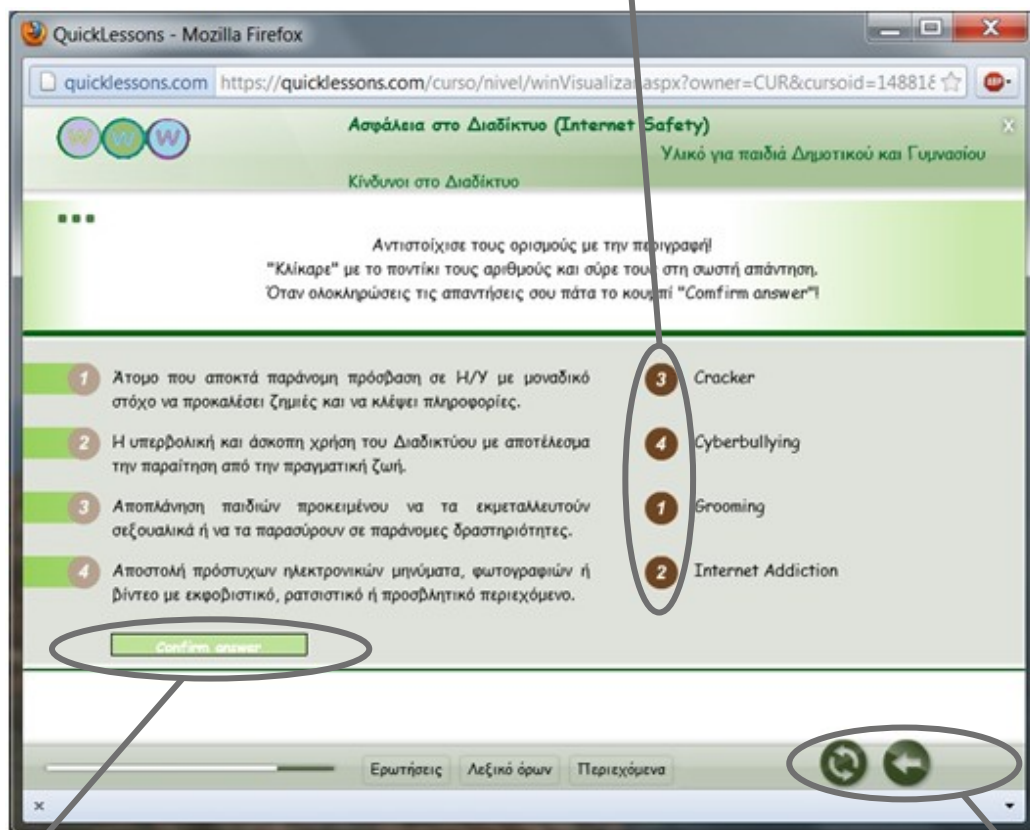 QuickLessons - Mozilla Firefox
quicklessons.com https://quicklessons.com/curso/nivel/winVisualizar.aspx?owner=CUR&cursoid=148818
ABP
W W W
Ασφάλεια στο Διαδίκτυο (Internet Safety)
Υλικό για παιδιά Δημοτικού και Γυμνασίου
Κίνδυνοι στο Διαδίκτυο
Αντιστοίχισε τους ορισμούς με την περιγραφή!
"Κλίκαρε" με το ποντίκι τους αριθμούς και σύρε τους στη σωστή απάντηση.
Όταν ολοκληρώσεις τις απαντήσεις σου πάτα το κουμπί "Comfirm answer"!
1 Άτομο που αποκτά παράνομη πρόσβαση σε Η/Υ με μοναδικό
στόχο να προκαλέσει ζημιές και να κλέψει πληροφορίες.
3 Cracker
2 Η υπερβολική και άσκοπη χρήση του Διαδικτύου με αποτέλεσμα
την παραίτηση από την πραγματική ζωή.
4 Cyberbullying
3 Αποπλάνηση παιδιών προκειμένου να τα εκμεταλλευτούν
σεξουαλικά ή να τα παρασύρουν σε παράνομες δραστηριότητες.
1 Grooming
4 Αποστολή πρόστυχων ηλεκτρονικών μηνύματα, φωτογραφιών ή
βίντεο με εκφοβιστικό, ρατσιστικό ή προσβλητικό περιεχόμενο.
2 Internet Addiction
Confirm answer
Ερωτήσεις Λεξικό όρων Περιεχόμενα